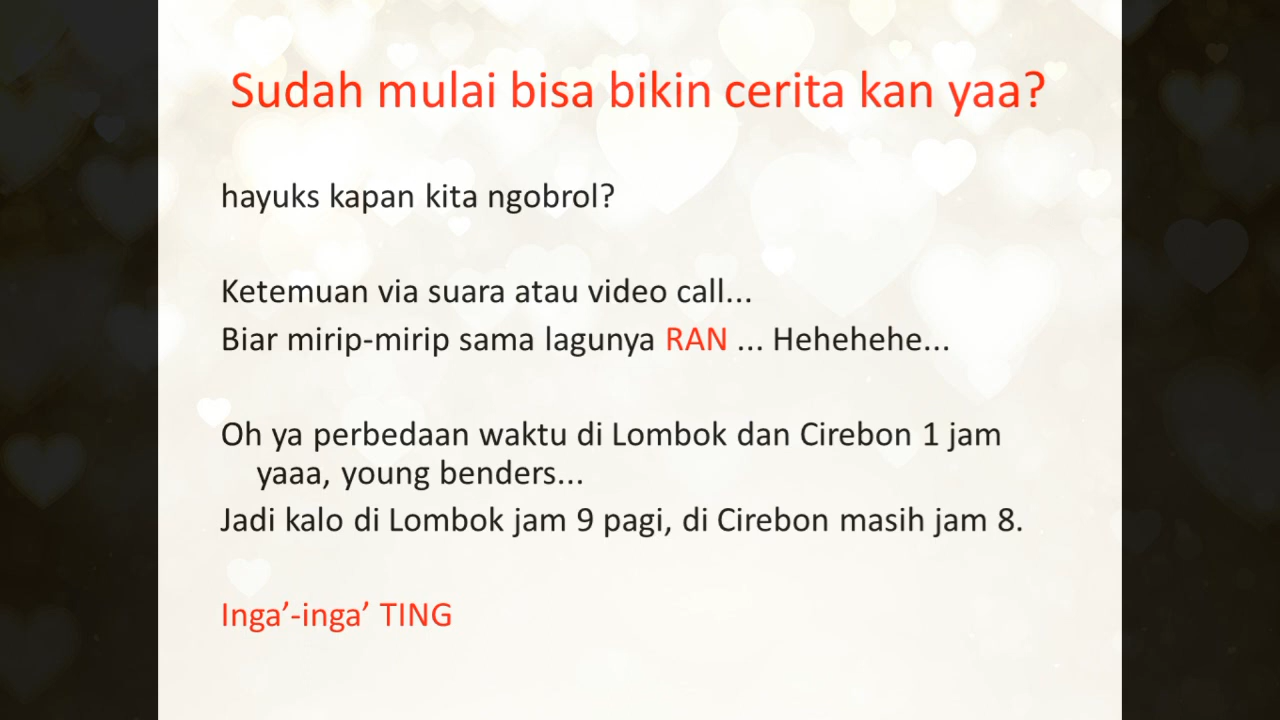 Sudah mulai bisa bikin cerita kan yaa?
hayuks kapan kita ngobrol?
Ketemuan via suara atau video call...
Biar mirip-mirip sama lagunya RAN ... Hehehehe...
Oh ya perbedaan waktu di Lombok dan Cirebon 1 jam
yaaa, young benders...
Jadi kalo di Lombok jam 9 pagi, di Cirebon masih jam 8.
Inga’-inga’ TING